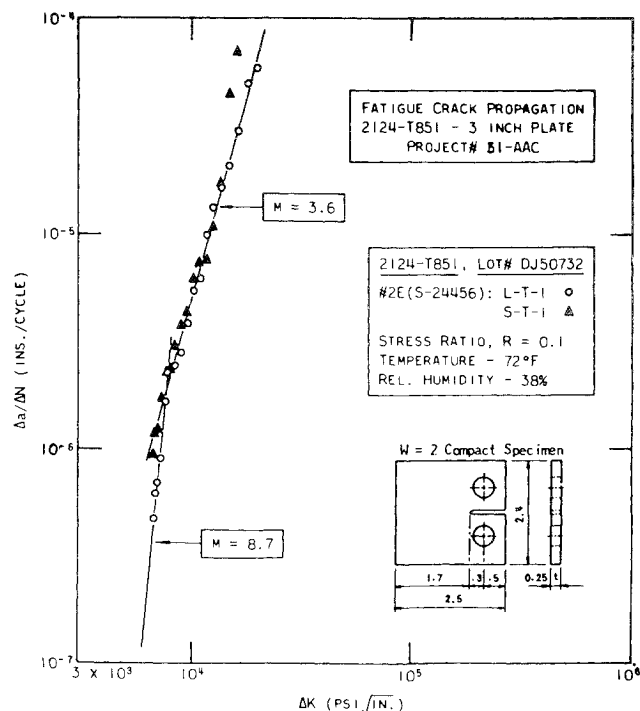 10⁻⁴
FATIGUE CRACK PROPAGATION
2124-T851 - 3 INCH PLATE
PROJECT# 51-AAC
M = 3.6
10⁻⁵
2124-T851, LOT# DJ50732
#2E(S-24456): L-T-1 ○
S-T-1 ▲
STRESS RATIO, R = 0.1
TEMPERATURE - 72°F
REL. HUMIDITY - 38%
Δa/ΔN (INS./CYCLE)
10⁻⁶
W = 2 Compact Specimen
2.4
M = 8.7
1.7 .3 .5 0.25 t
2.5
10⁻⁷
3 x 10³ 10⁴ 10⁵ 10⁶
ΔK (PSI√IN.)